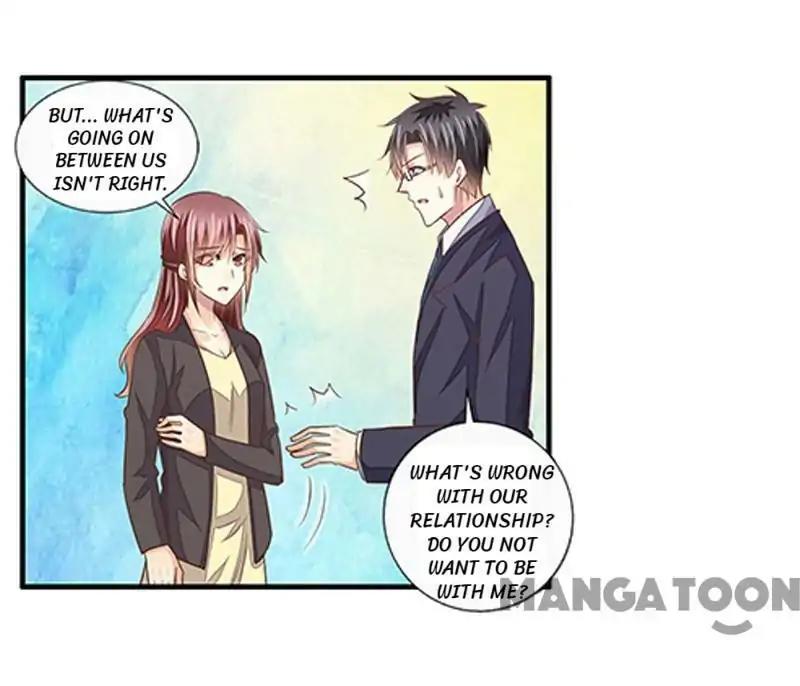 BUT... WHAT'S
GOING ON
BETWEEN US
ISN'T RIGHT.
WHAT'S WRONG
WITH OUR
RELATIONSHIP?
DO YOU NOT
WANT TO BE
WITH ME?
MANGATOON